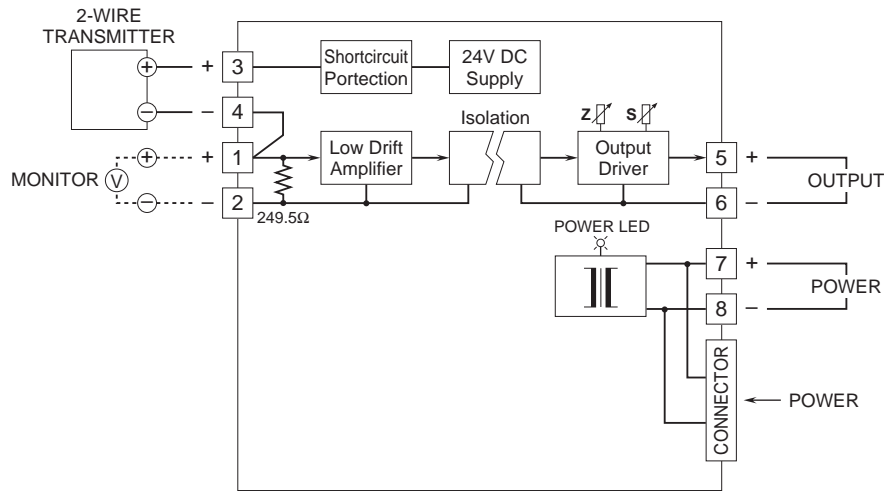 2-WIRE
TRANSMITTER
+
−
+ 3
− 4
Shortcircuit
Portection
24V DC
Supply
Isolation
Z
S
MONITOR
V
+
−
+ 1
− 2
249.5Ω
Low Drift
Amplifier
Output
Driver
5 +
6 −
OUTPUT
POWER LED
7 +
8 −
POWER
CONNECTOR
POWER